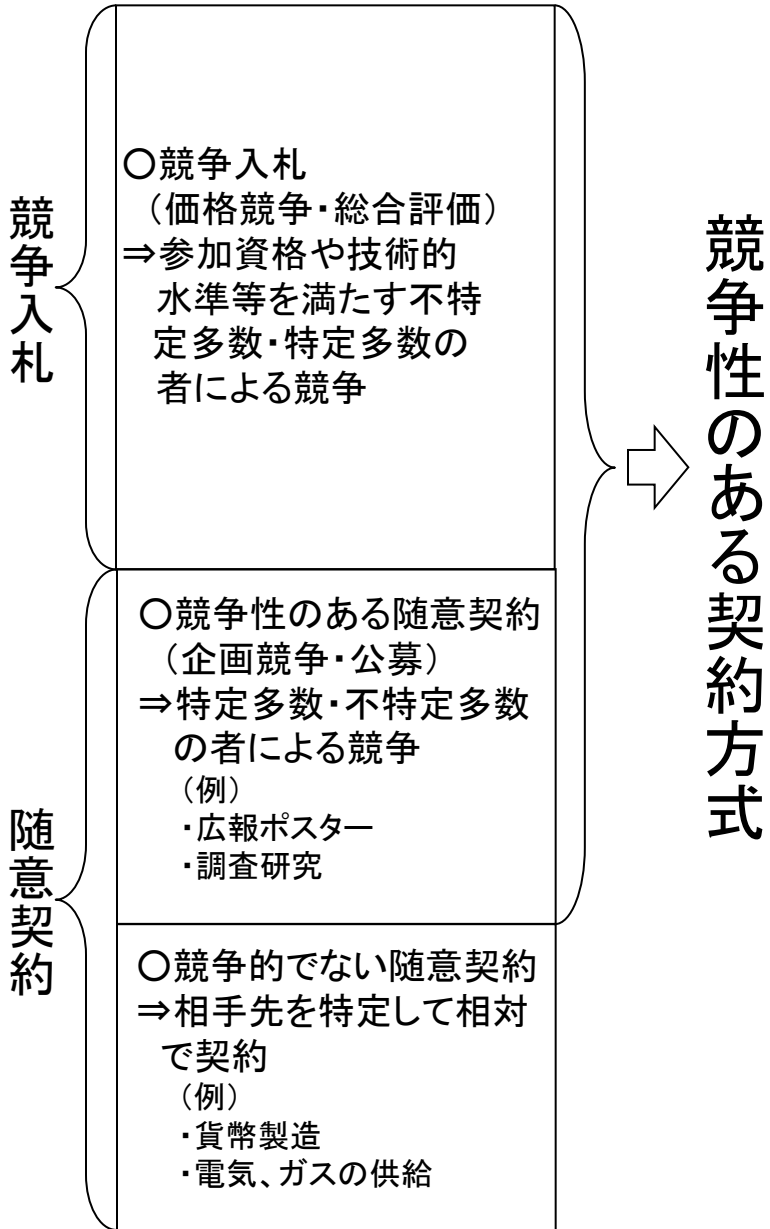 競争入札
○競争入札
（価格競争・総合評価）
⇒参加資格や技術的
水準等を満たす不特
定多数・特定多数の
者による競争
随意契約
○競争性のある随意契約
（企画競争・公募）
⇒特定多数・不特定多数
の者による競争
（例）
・広報ポスター
・調査研究
○競争的でない随意契約
⇒相手先を特定して相対
で契約
（例）
・貨幣製造
・電気、ガスの供給
競争性のある契約方式